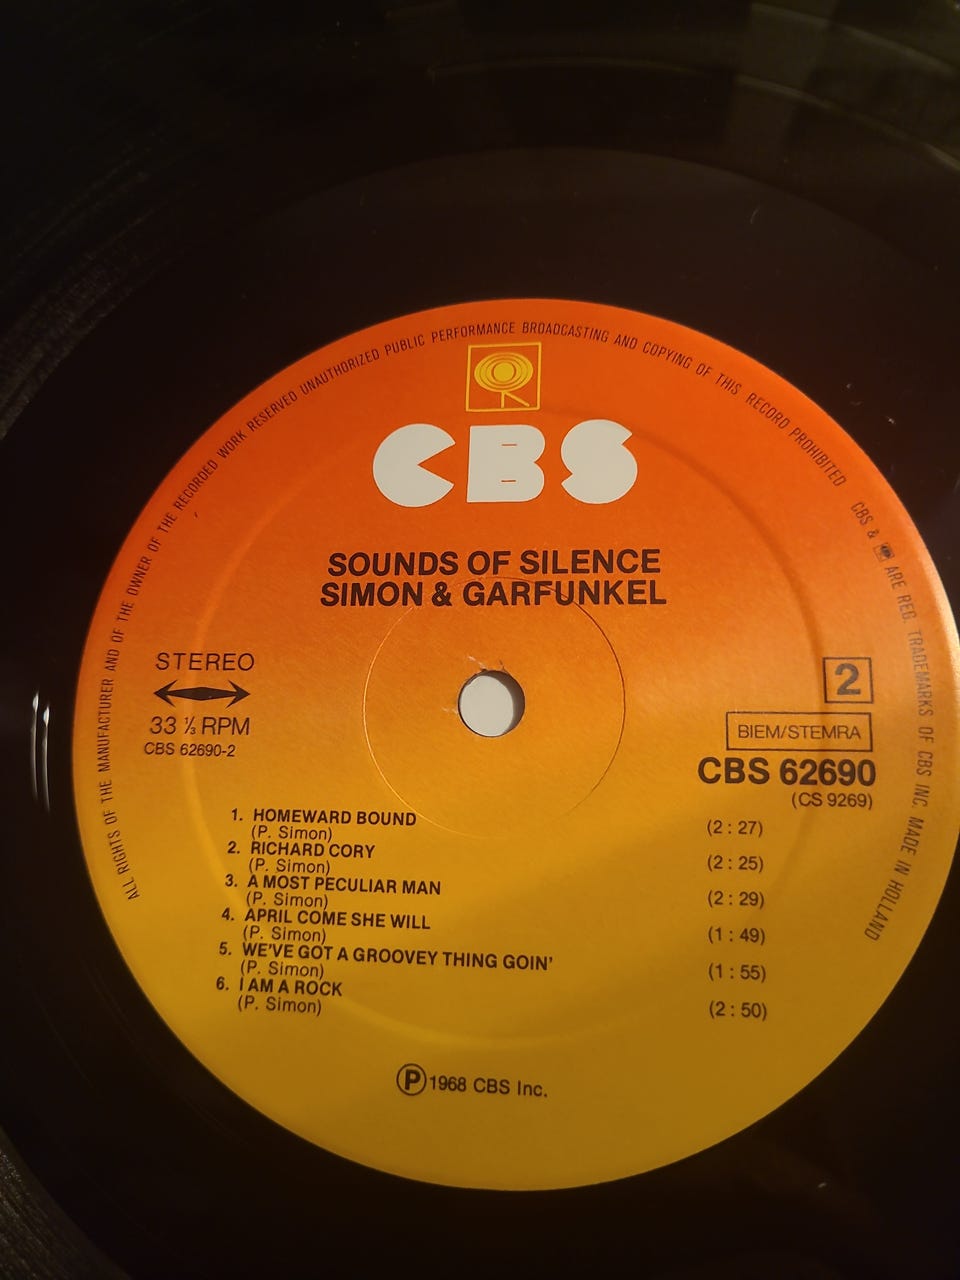 ALL RIGHTS OF THE MANUFACTURER AND OF THE OWNER OF THE RECORDED WORK RESERVED UNAUTHORIZED PUBLIC PERFORMANCE BROADCASTING AND COPYING OF THIS RECORD PROHIBITED
CBS & ARE REG. TRADEMARKS OF CBS INC. MADE IN HOLLAND
CBS
SOUNDS OF SILENCE
SIMON & GARFUNKEL
STEREO
33 ⅓ RPM
CBS 62690-2
2
BIEM/STEMRA
CBS 62690
(CS 9269)
1. HOMEWARD BOUND (2 : 27)
(P. Simon)
2. RICHARD CORY (2 : 25)
(P. Simon)
3. A MOST PECULIAR MAN (2 : 29)
(P. Simon)
4. APRIL COME SHE WILL (1 : 49)
(P. Simon)
5. WE'VE GOT A GROOVEY THING GOIN' (1 : 55)
(P. Simon)
6. I AM A ROCK (2 : 50)
(P. Simon)
Ⓟ 1968 CBS Inc.